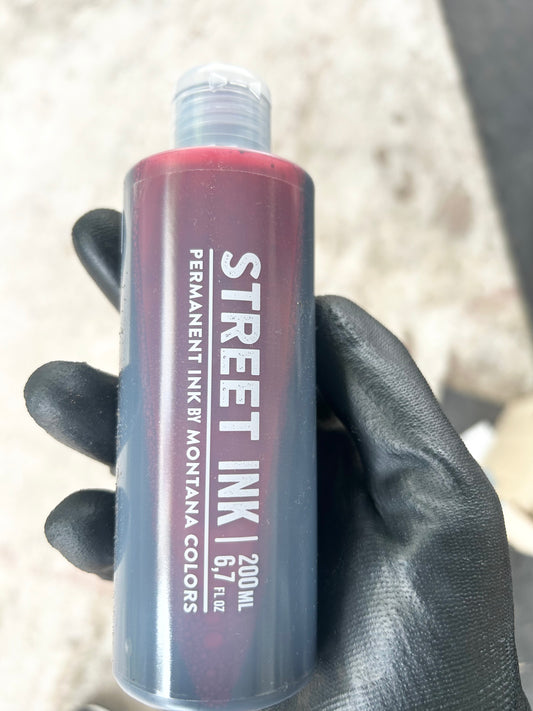 STREET INK | 200 ML
6,7 FL OZ
PERMANENT INK BY MONTANA COLORS